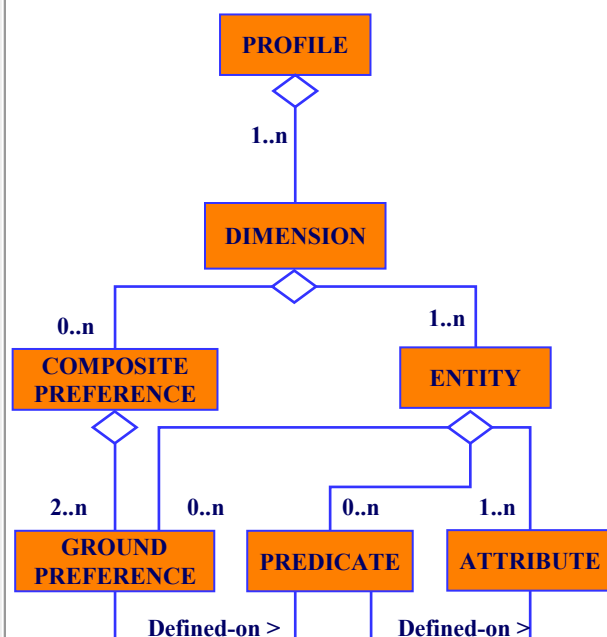 PROFILE
1..n
DIMENSION
0..n
1..n
COMPOSITE
PREFERENCE
ENTITY
2..n
0..n
0..n
1..n
GROUND
PREFERENCE
PREDICATE
ATTRIBUTE
Defined-on >
Defined-on >